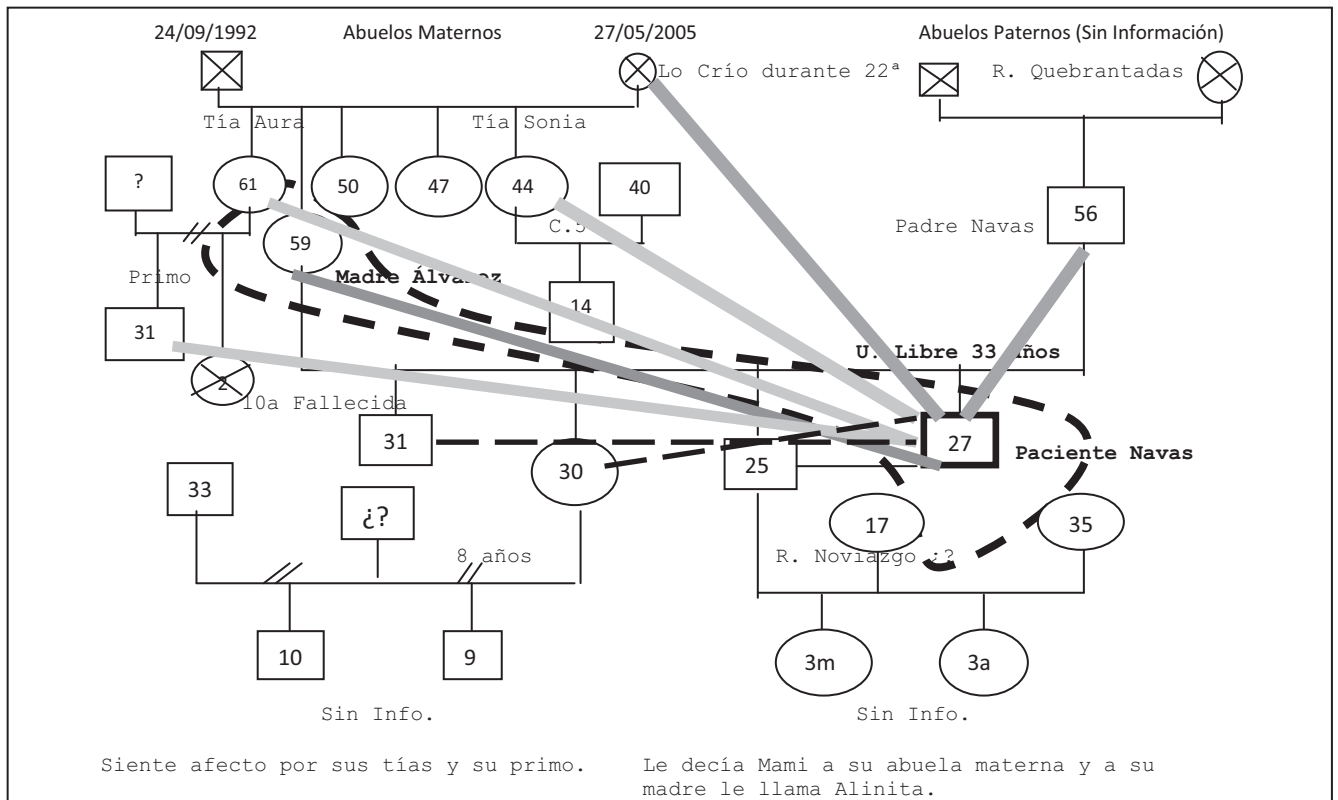 24/09/1992 Abuelos Maternos 27/05/2005 Abuelos Paternos (Sin Información)
Lo Crío durante 22ª R. Quebrantadas
Tía Aura Tía Sonia
? 61 50 47 44 40
56
C.5
Padre Navas
59
Primo Madre Álvarez
14
31
U. Libre 33 años
2
10a Fallecida
31 30 25 27 Paciente Navas
33
¿? 17 35
8 años R. Noviazgo ¿?
10 9 3m 3a
Sin Info. Sin Info.
Siente afecto por sus tías y su primo. Le decía Mami a su abuela materna y a su
madre le llama Alinita.